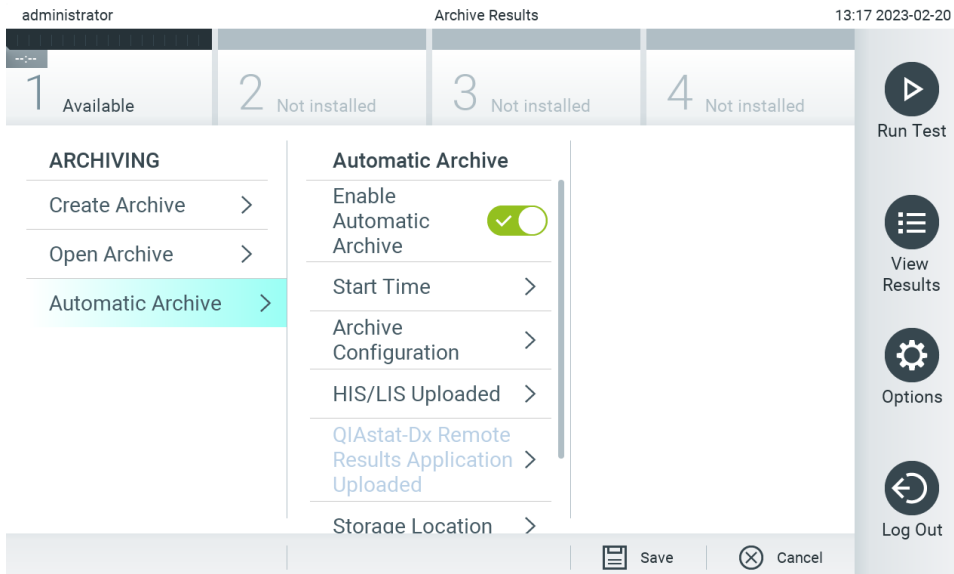 administrator
Archive Results
13:17 2023-02-20
--:--
1 Available
2 Not installed
3 Not installed
4 Not installed
Run Test
ARCHIVING
Create Archive
Open Archive
Automatic Archive
Automatic Archive
Enable
Automatic
Archive
Start Time
Archive
Configuration
HIS/LIS Uploaded
QIAstat-Dx Remote
Results Application
Uploaded
Storage Location
View
Results
Options
Log Out
Save
Cancel